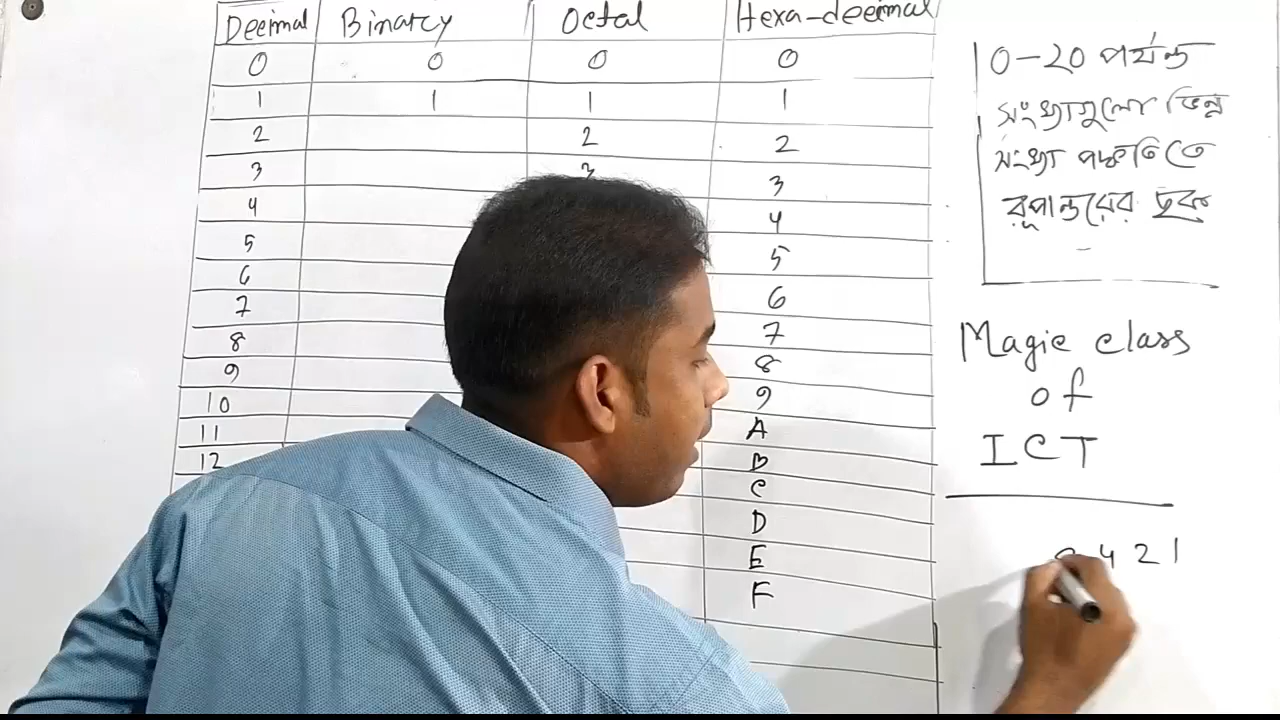 Decimal Binary Octal Hexa-decimal
0 0 0 0
1 1 1 1
2 2 2
3 3 3
4 4
5 5
6 6
7 7
8 8
9 9
10 A
11 B
12 C
D
E
F
0-২০ পর্যন্ত
সংখ্যাগুলো ভিন্ন
সংখ্যা পদ্ধতিতে
রূপান্তরের ছক
Magic class
of
ICT
4 2 1